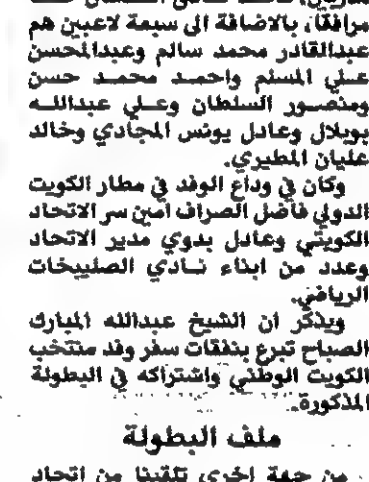 مرافقا، بالاضافة الى سبعة لاعبين هم
عبدالقادر محمد سالم وعبدالمحسن
علي المسلم واحمد محمد حسن
ومنصور السلطان وعلي عبدالله
بوبلال وعادل يونس المجادي وخالد
عليان المطيري.
وكان في وداع الوفد في مطار الكويت
الدولي فاضل الصراف امين سر الاتحاد
الكويتي وعادل بدوي مدير الاتحاد
وعدد من ابناء نادي الصليبخات
الرياضي.
ويذكر ان الشيخ عبدالله المبارك
الصباح تبرع بنفقات سفر وفد منتخب
الكويت الوطني واشتراكه في البطولة
المذكورة.
ملف البطولة
من جهة اخرى تلقينا من اتحاد